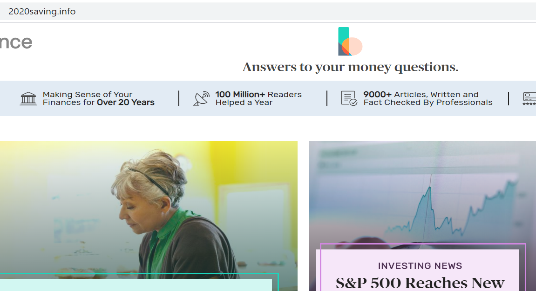 2020saving.info
nce
Answers to your money questions.
Making Sense of Your
Finances for Over 20 Years
100 Million+ Readers
Helped a Year
9000+ Articles, Written and
Fact Checked By Professionals
INVESTING NEWS
S&P 500 Reaches New